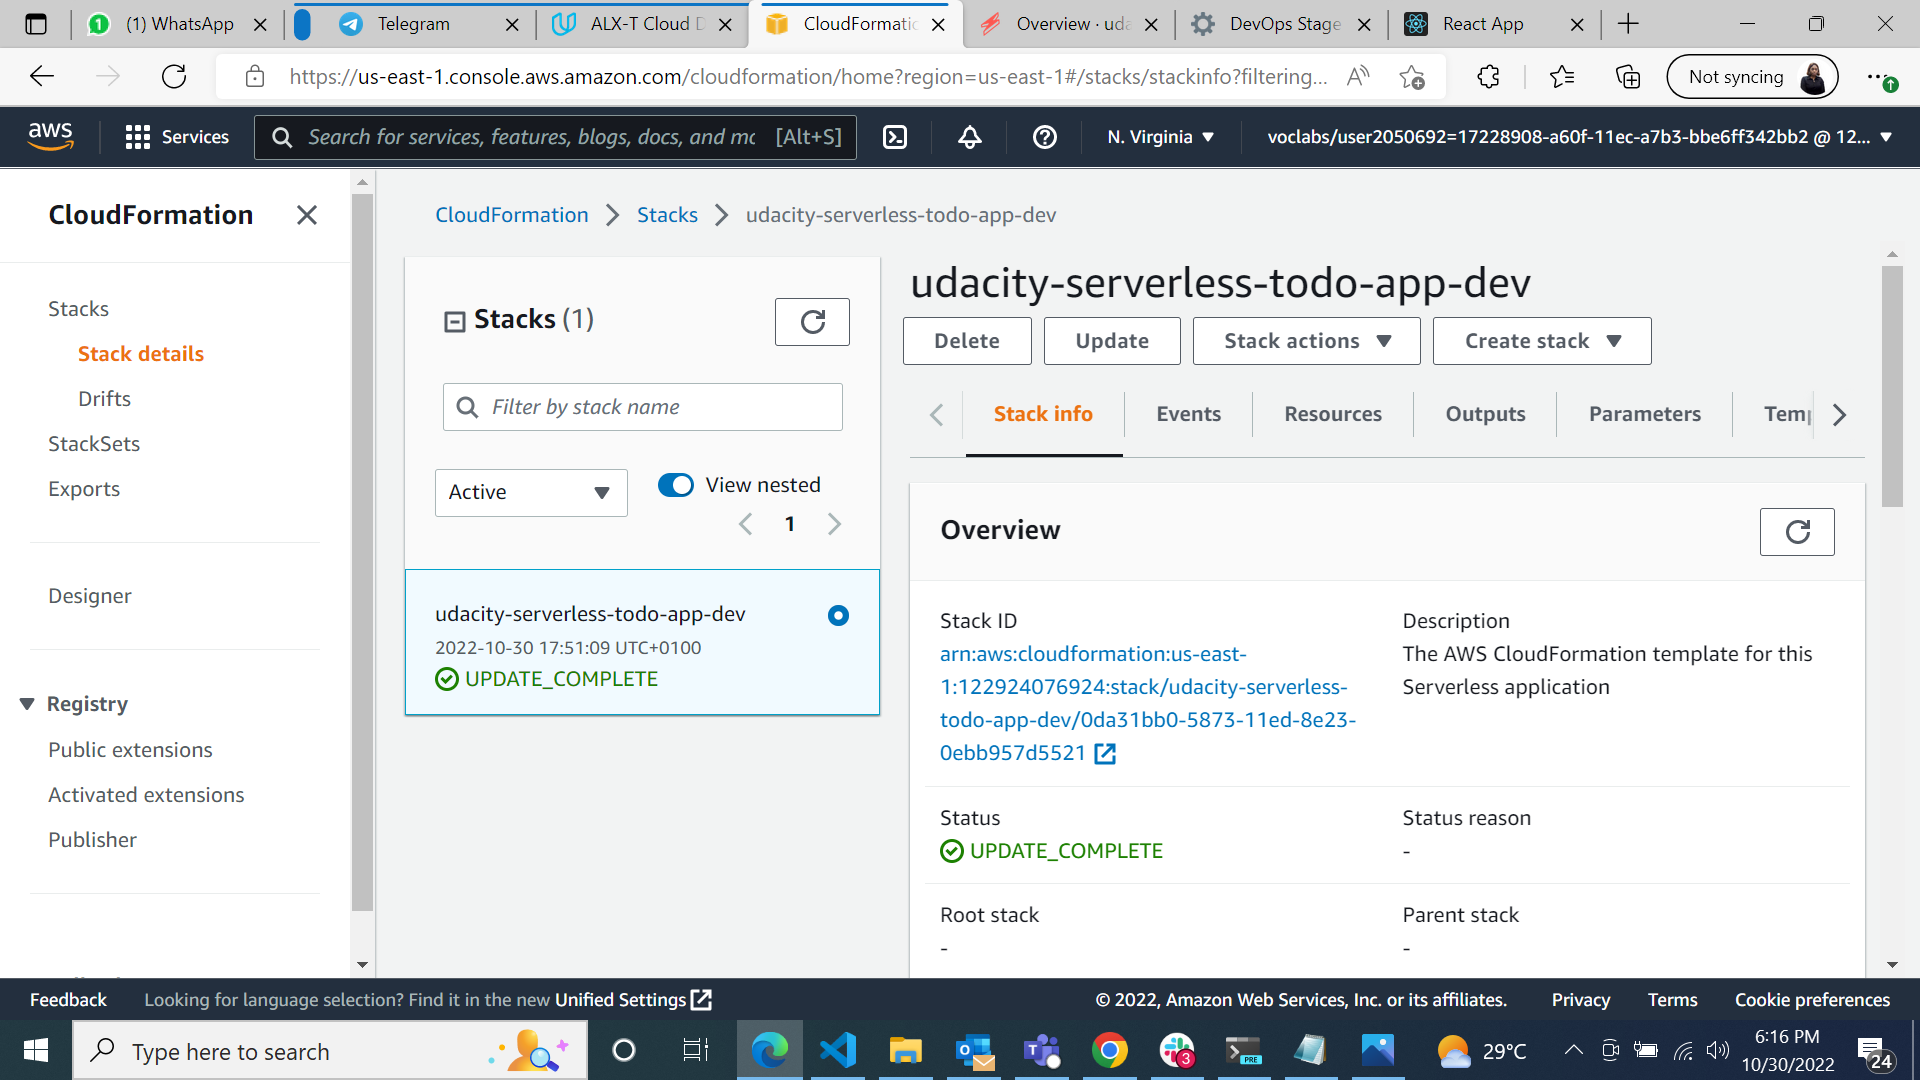 (1) WhatsApp
Telegram
ALX-T Cloud D
CloudFormatic
Overview · uda
DevOps Stage
React App
https://us-east-1.console.aws.amazon.com/cloudformation/home?region=us-east-1#/stacks/stackinfo?filtering...
Not syncing
aws
Services
Search for services, features, blogs, docs, and mc
[Alt+S]
N. Virginia
voclabs/user2050692=17228908-a60f-11ec-a7b3-bbe6ff342bb2 @ 12...
CloudFormation
Stacks
Stack details
Drifts
StackSets
Exports
Designer
Registry
Public extensions
Activated extensions
Publisher
CloudFormation
Stacks
udacity-serverless-todo-app-dev
Stacks (1)
Filter by stack name
Active
View nested
1
udacity-serverless-todo-app-dev
2022-10-30 17:51:09 UTC+0100
UPDATE_COMPLETE
udacity-serverless-todo-app-dev
Delete
Update
Stack actions
Create stack
Stack info
Events
Resources
Outputs
Parameters
Temp
Overview
Stack ID
arn:aws:cloudformation:us-east-
1:122924076924:stack/udacity-serverless-
todo-app-dev/0da31bb0-5873-11ed-8e23-
0ebb957d5521
Description
The AWS CloudFormation template for this
Serverless application
Status
UPDATE_COMPLETE
Status reason
-
Root stack
-
Parent stack
-
Feedback
Looking for language selection? Find it in the new Unified Settings
© 2022, Amazon Web Services, Inc. or its affiliates.
Privacy
Terms
Cookie preferences
Type here to search
3
PRE
29°C
6:16 PM
10/30/2022
24